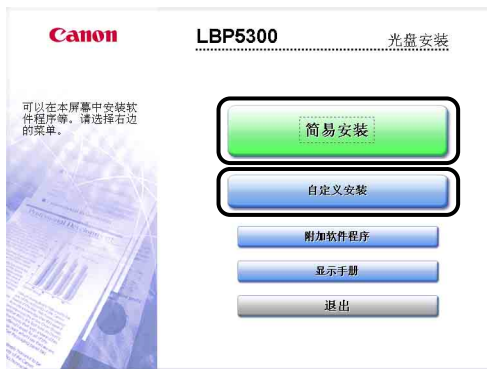 Canon
LBP5300
光盘安装
可以在本屏幕中安装软
件程序等。请选择右边
的菜单。
简易安装
自定义安装
附加软件程序
显示手册
退出